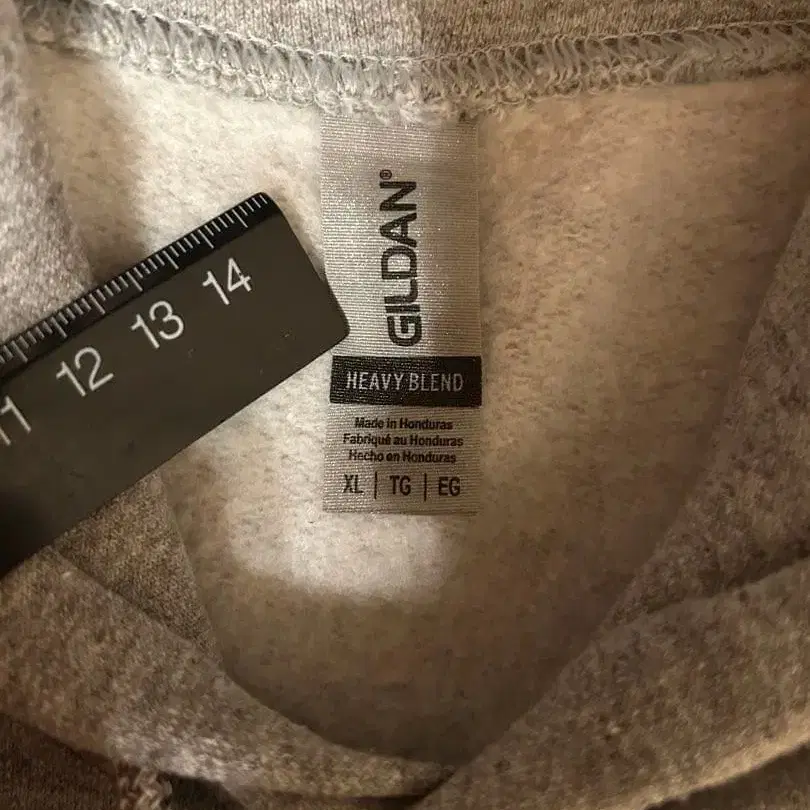 GILDAN®
HEAVY BLEND
Made in Honduras
Fabriqué au Honduras
Hecho en Honduras
XL | TG | EG
11 12 13 14